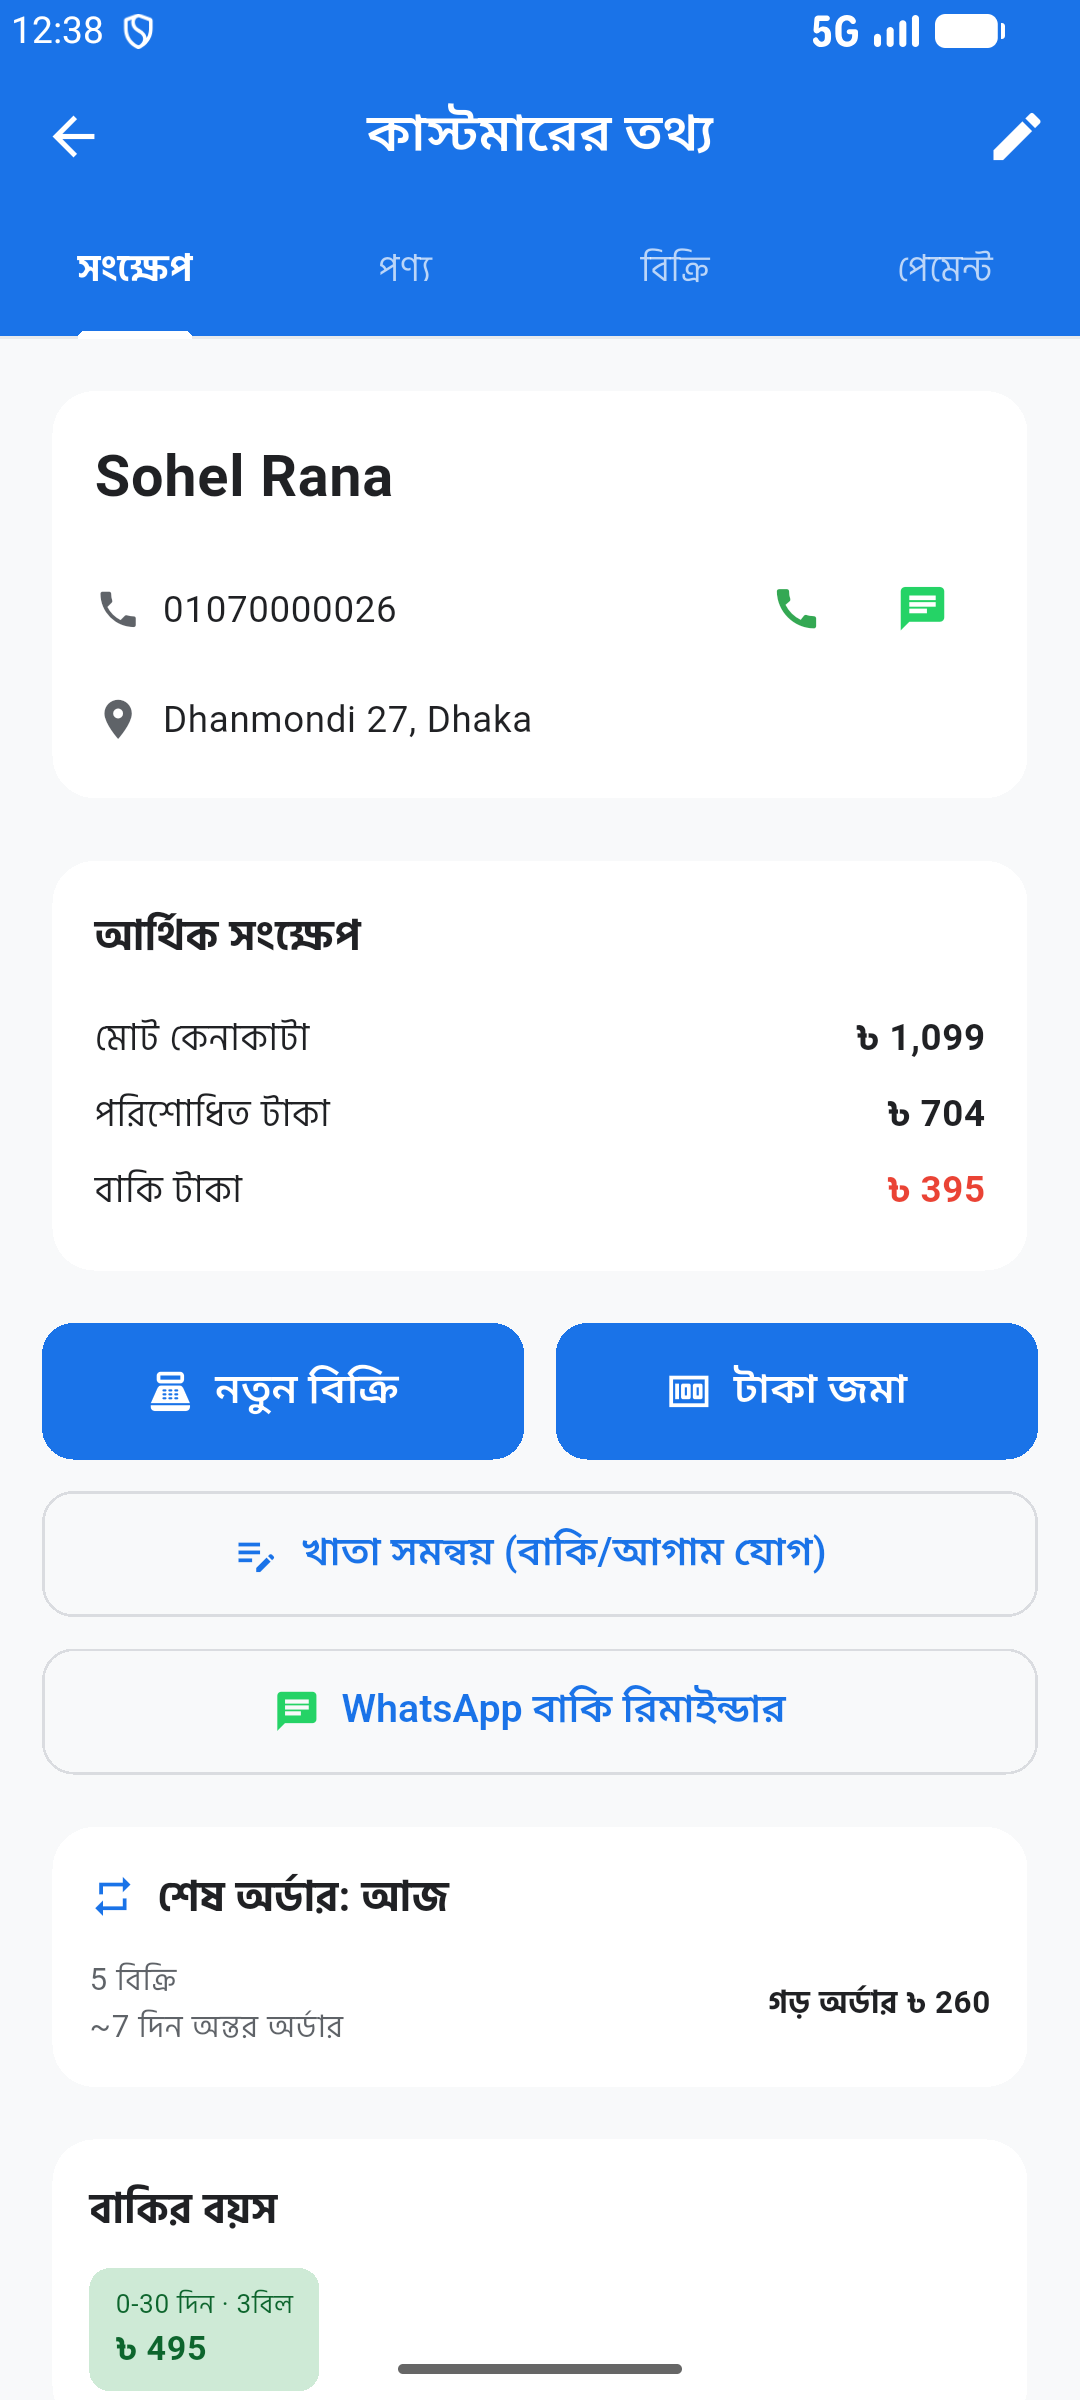 12:38
5G
কাস্টমারের তথ্য
সংক্ষেপ
পণ্য
বিক্রি
পেমেন্ট
Sohel Rana
01070000026
Dhanmondi 27, Dhaka
আর্থিক সংক্ষেপ
মোট কেনাকাটা ৳ 1,099
পরিশোধিত টাকা ৳ 704
বাকি টাকা ৳ 395
নতুন বিক্রি
টাকা জমা
খাতা সমন্বয় (বাকি/আগাম যোগ)
WhatsApp বাকি রিমাইন্ডার
শেষ অর্ডার: আজ
5 বিক্রি
~7 দিন অন্তর অর্ডার
গড় অর্ডার ৳ 260
বাকির বয়স
0-30 দিন · 3বিল
৳ 495